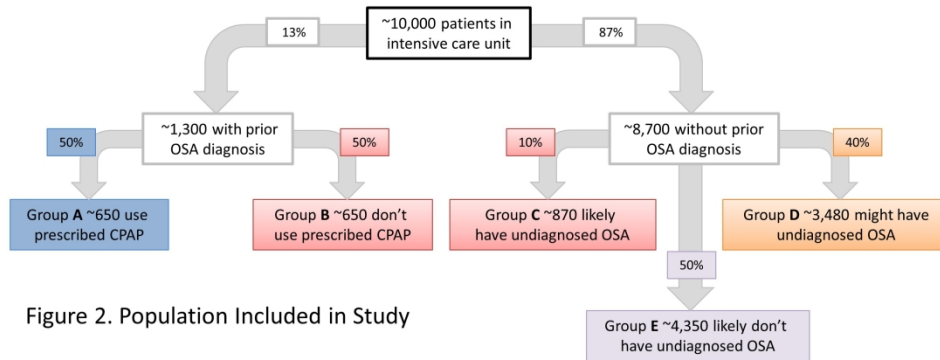 ~10,000 patients in
intensive care unit
13%
87%
~1,300 with prior
OSA diagnosis
~8,700 without prior
OSA diagnosis
50%
50%
10%
40%
Group A ~650 use
prescribed CPAP
Group B ~650 don't
use prescribed CPAP
Group C ~870 likely
have undiagnosed OSA
Group D ~3,480 might have
undiagnosed OSA
50%
Group E ~4,350 likely don't
have undiagnosed OSA
Figure 2. Population Included in Study